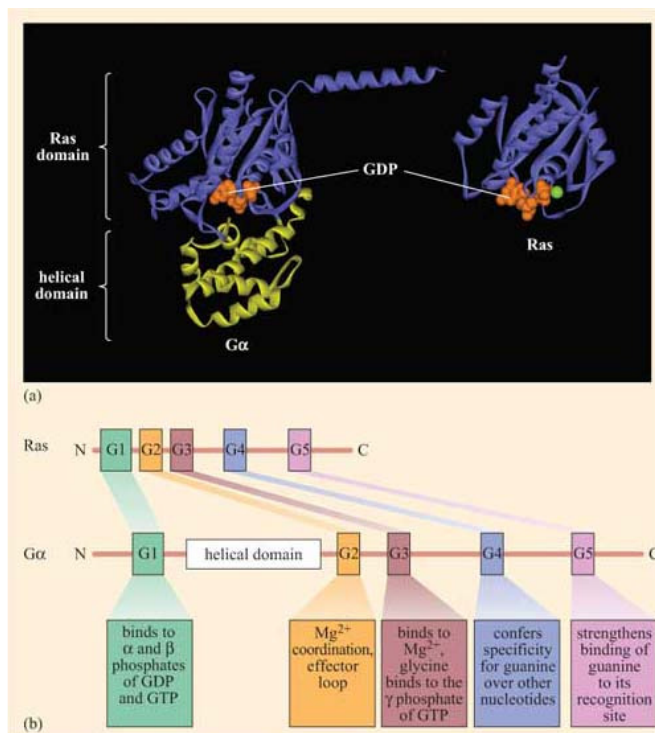 Ras
domain
GDP
Ras
helical
domain
Gα
(a)
Ras N G1 G2 G3 G4 G5 C
Gα N G1 helical domain G2 G3 G4 G5 C
binds to
α and β
phosphates
of GDP
and GTP
Mg2+
coordination,
effector
loop
binds to
Mg2+,
glycine
binds to the
γ phosphate
of GTP
confers
specificity
for guanine
over other
nucleotides
strengthens
binding of
guanine
to its
recognition
site
(b)